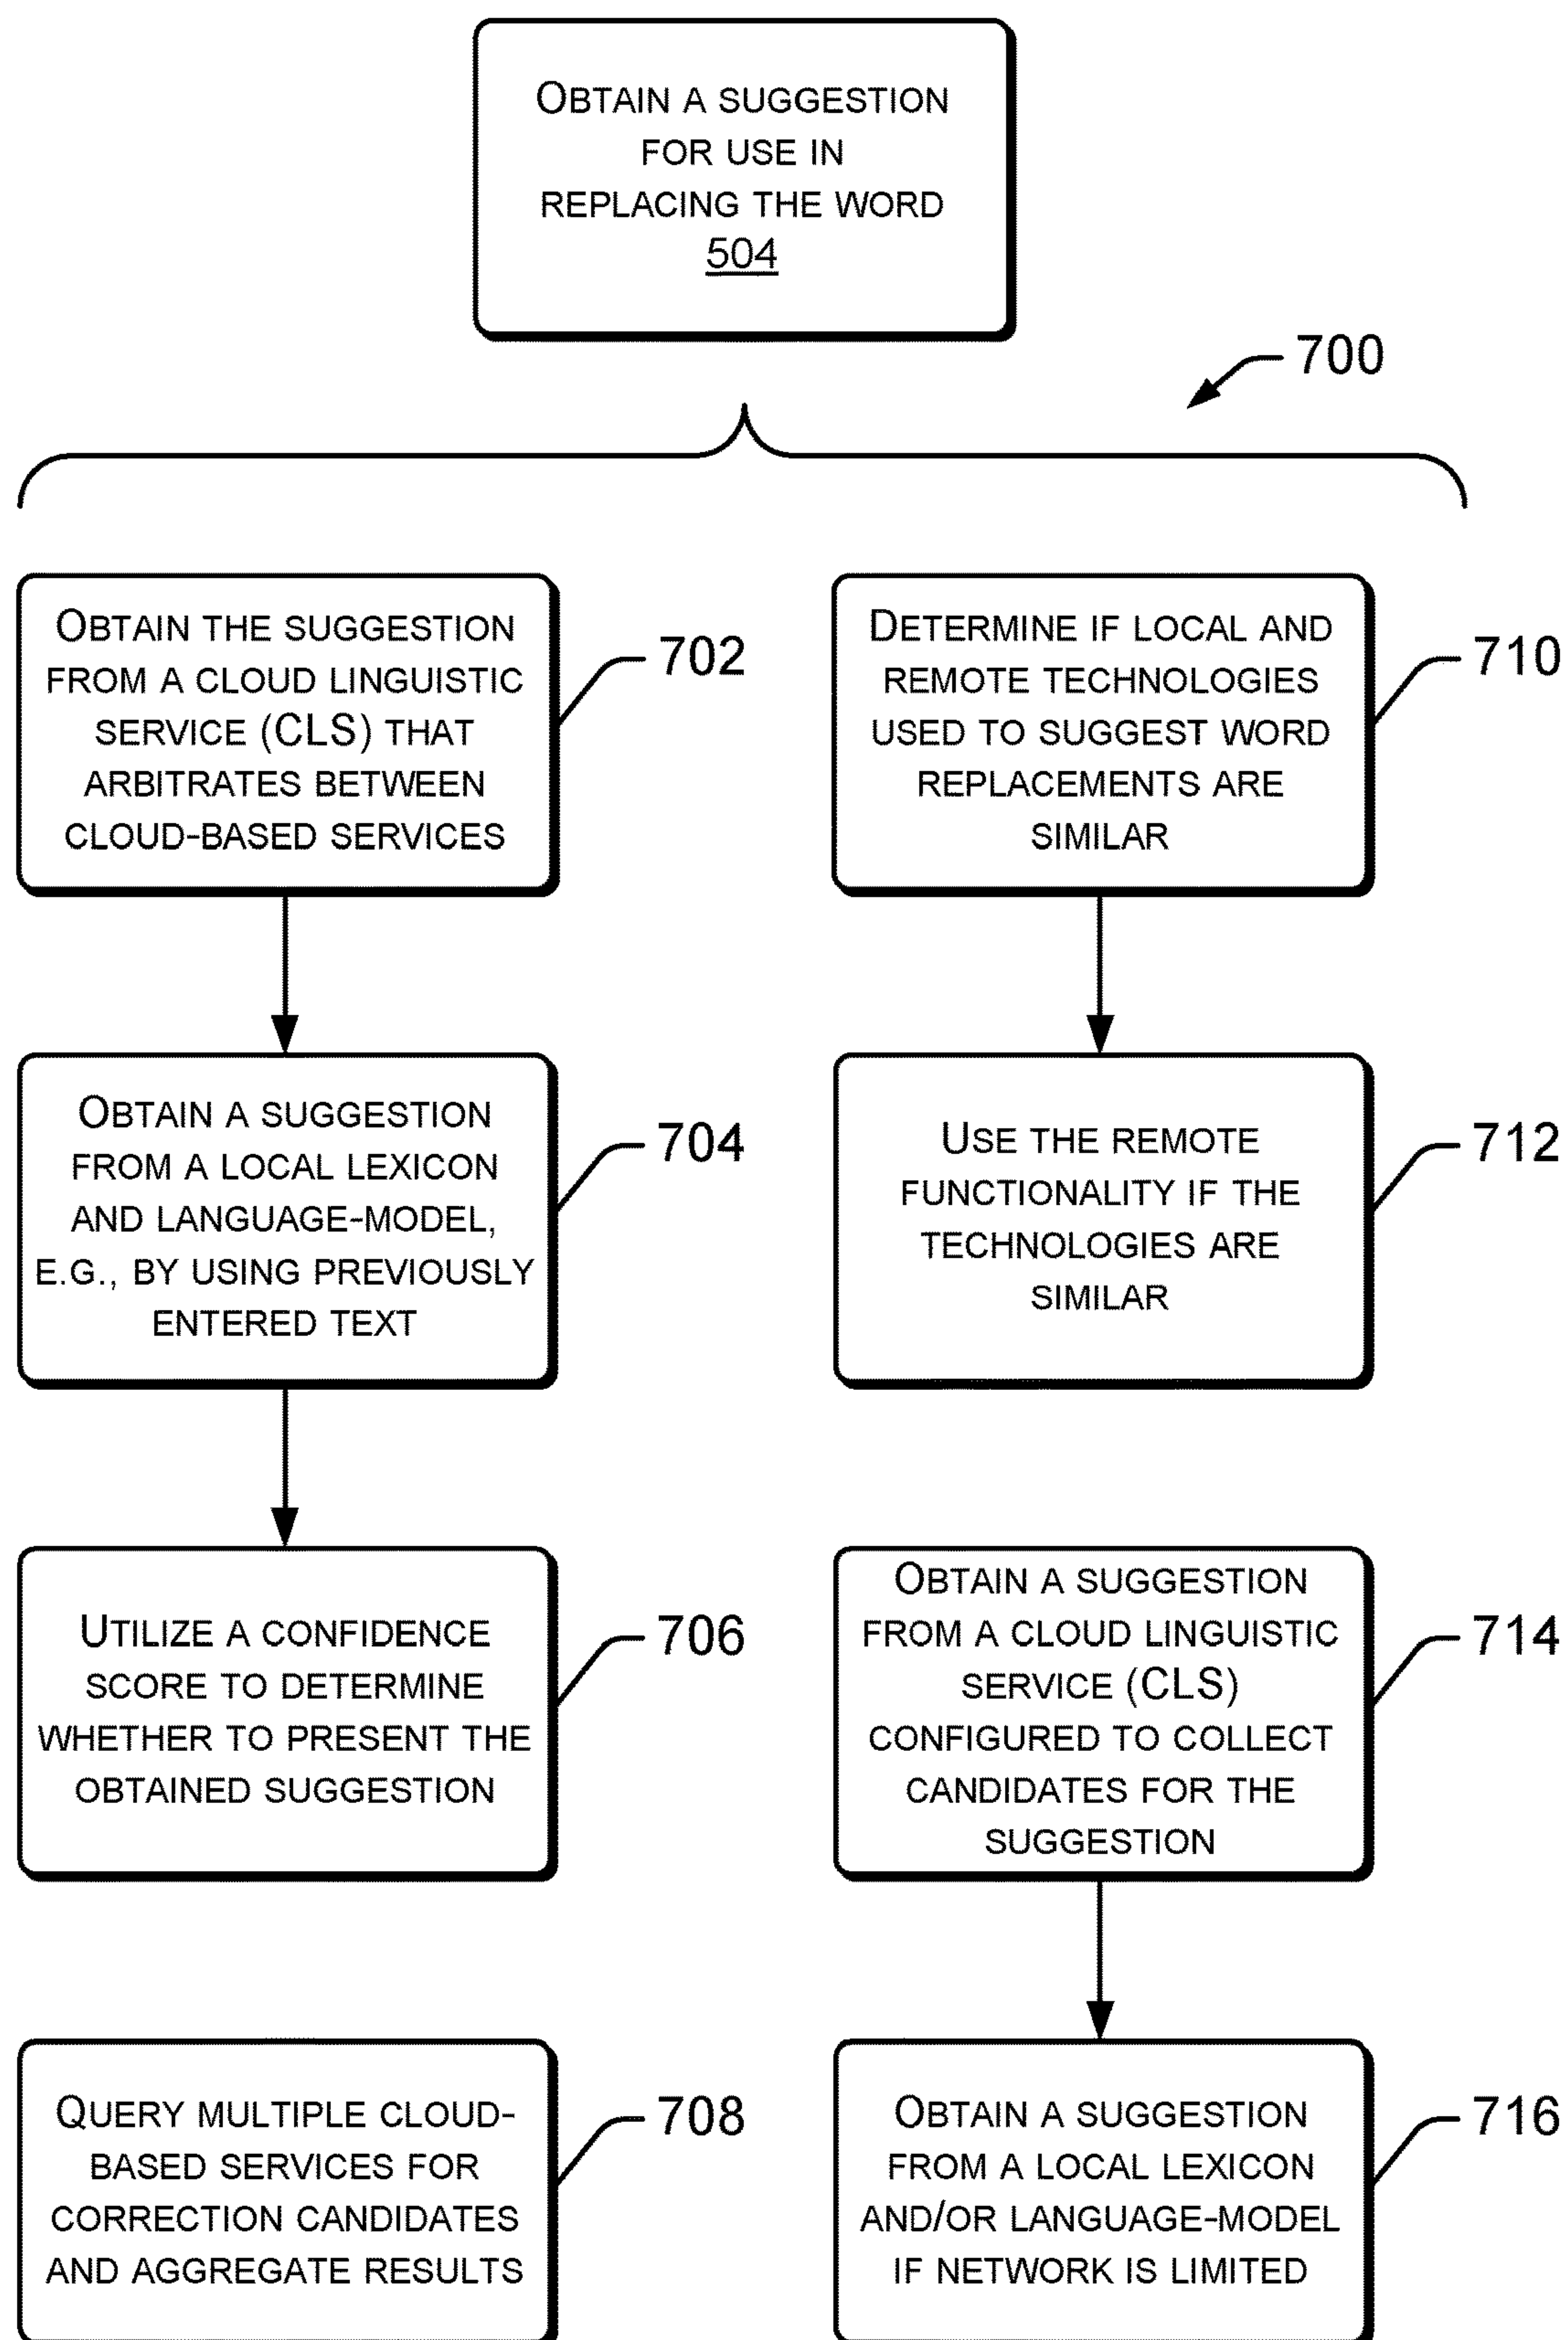 OBTAIN A SUGGESTION
FOR USE IN
REPLACING THE WORD
504
700
OBTAIN THE SUGGESTION
FROM A CLOUD LINGUISTIC
SERVICE (CLS) THAT
ARBITRATES BETWEEN
CLOUD-BASED SERVICES
702
OBTAIN A SUGGESTION
FROM A LOCAL LEXICON
AND LANGUAGE-MODEL,
E.G., BY USING PREVIOUSLY
ENTERED TEXT
704
UTILIZE A CONFIDENCE
SCORE TO DETERMINE
WHETHER TO PRESENT THE
OBTAINED SUGGESTION
706
QUERY MULTIPLE CLOUD-
BASED SERVICES FOR
CORRECTION CANDIDATES
AND AGGREGATE RESULTS
708
DETERMINE IF LOCAL AND
REMOTE TECHNOLOGIES
USED TO SUGGEST WORD
REPLACEMENTS ARE
SIMILAR
710
USE THE REMOTE
FUNCTIONALITY IF THE
TECHNOLOGIES ARE
SIMILAR
712
OBTAIN A SUGGESTION
FROM A CLOUD LINGUISTIC
SERVICE (CLS)
CONFIGURED TO COLLECT
CANDIDATES FOR THE
SUGGESTION
714
OBTAIN A SUGGESTION
FROM A LOCAL LEXICON
AND/OR LANGUAGE-MODEL
IF NETWORK IS LIMITED
716